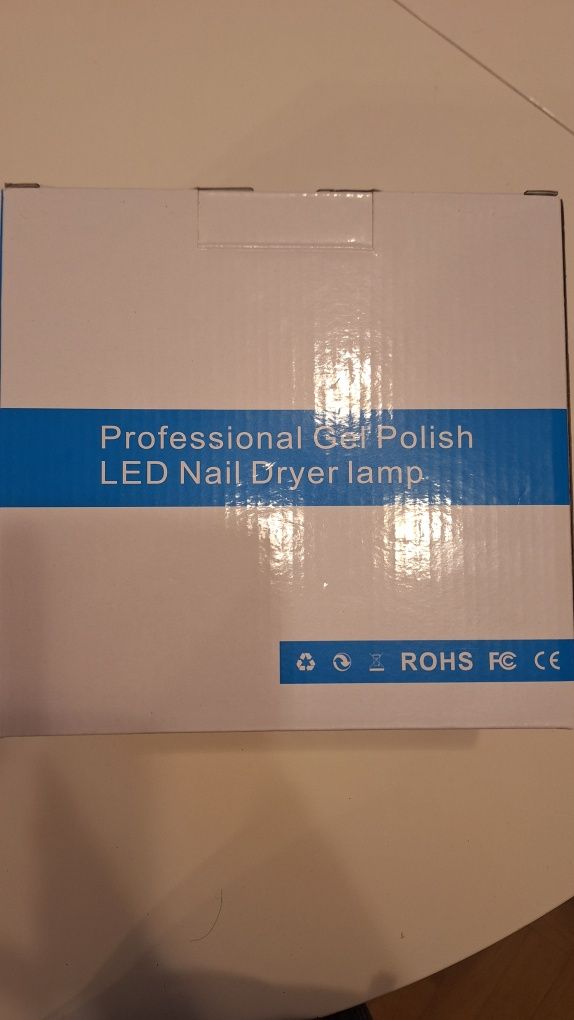 Professional Gel Polish
LED Nail Dryer lamp
ROHS FC CE